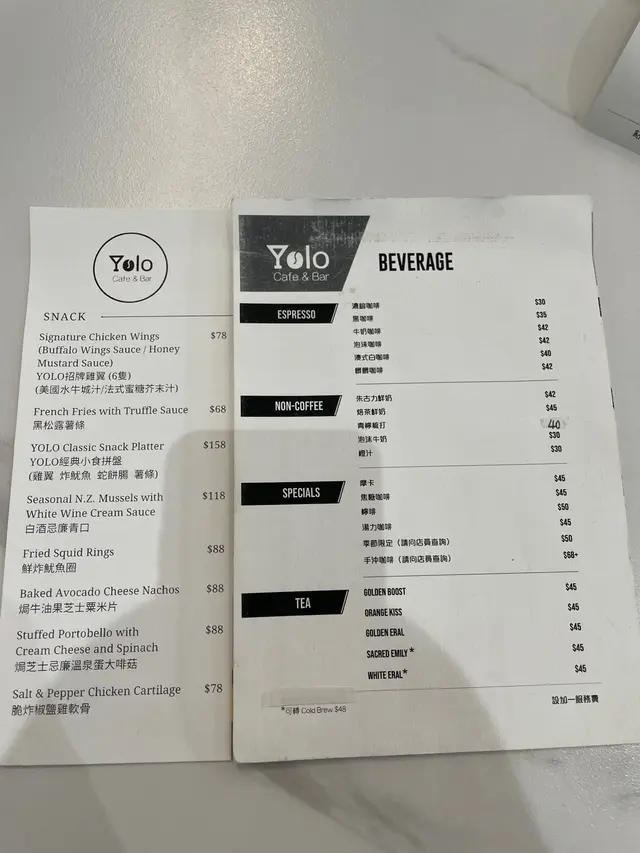 Yolo
Cafe & Bar
SNACK
Signature Chicken Wings $78
(Buffalo Wings Sauce / Honey
Mustard Sauce)
YOLO招牌雞翼 (6隻)
(美國水牛城汁/法式蜜糖芥末汁)
French Fries with Truffle Sauce $68
黑松露薯條
YOLO Classic Snack Platter $158
YOLO經典小食拼盤
(雞翼 炸魷魚 蛇餅腸 薯條)
Seasonal N.Z. Mussels with $118
White Wine Cream Sauce
白酒忌廉青口
Fried Squid Rings $88
鮮炸魷魚圈
Baked Avocado Cheese Nachos $88
焗牛油果芝士粟米片
Stuffed Portobello with $88
Cream Cheese and Spinach
焗芝士忌廉溫泉蛋大啡菇
Salt & Pepper Chicken Cartilage $78
脆炸椒鹽雞軟骨
Yolo
Cafe & Bar
BEVERAGE
ESPRESSO
濃縮咖啡 $30
黑咖啡 $35
牛奶咖啡 $42
泡沫咖啡 $42
澳式白咖啡 $40
髒髒咖啡 $42
NON-COFFEE
朱古力鮮奶 $42
焙茶鮮奶 $45
青檸梳打 40
泡沫牛奶 $30
橙汁 $30
SPECIALS
摩卡 $45
焦糖咖啡 $45
檸啡 $50
湯力咖啡 $45
季節限定（請向店員查詢） $50
手沖咖啡（請向店員查詢） $68+
TEA
GOLDEN BOOST $45
ORANGE KISS $45
GOLDEN ERAL $45
SACRED EMILY* $45
WHITE ERAL* $45
*可轉 Cold Brew $48
設加一服務費